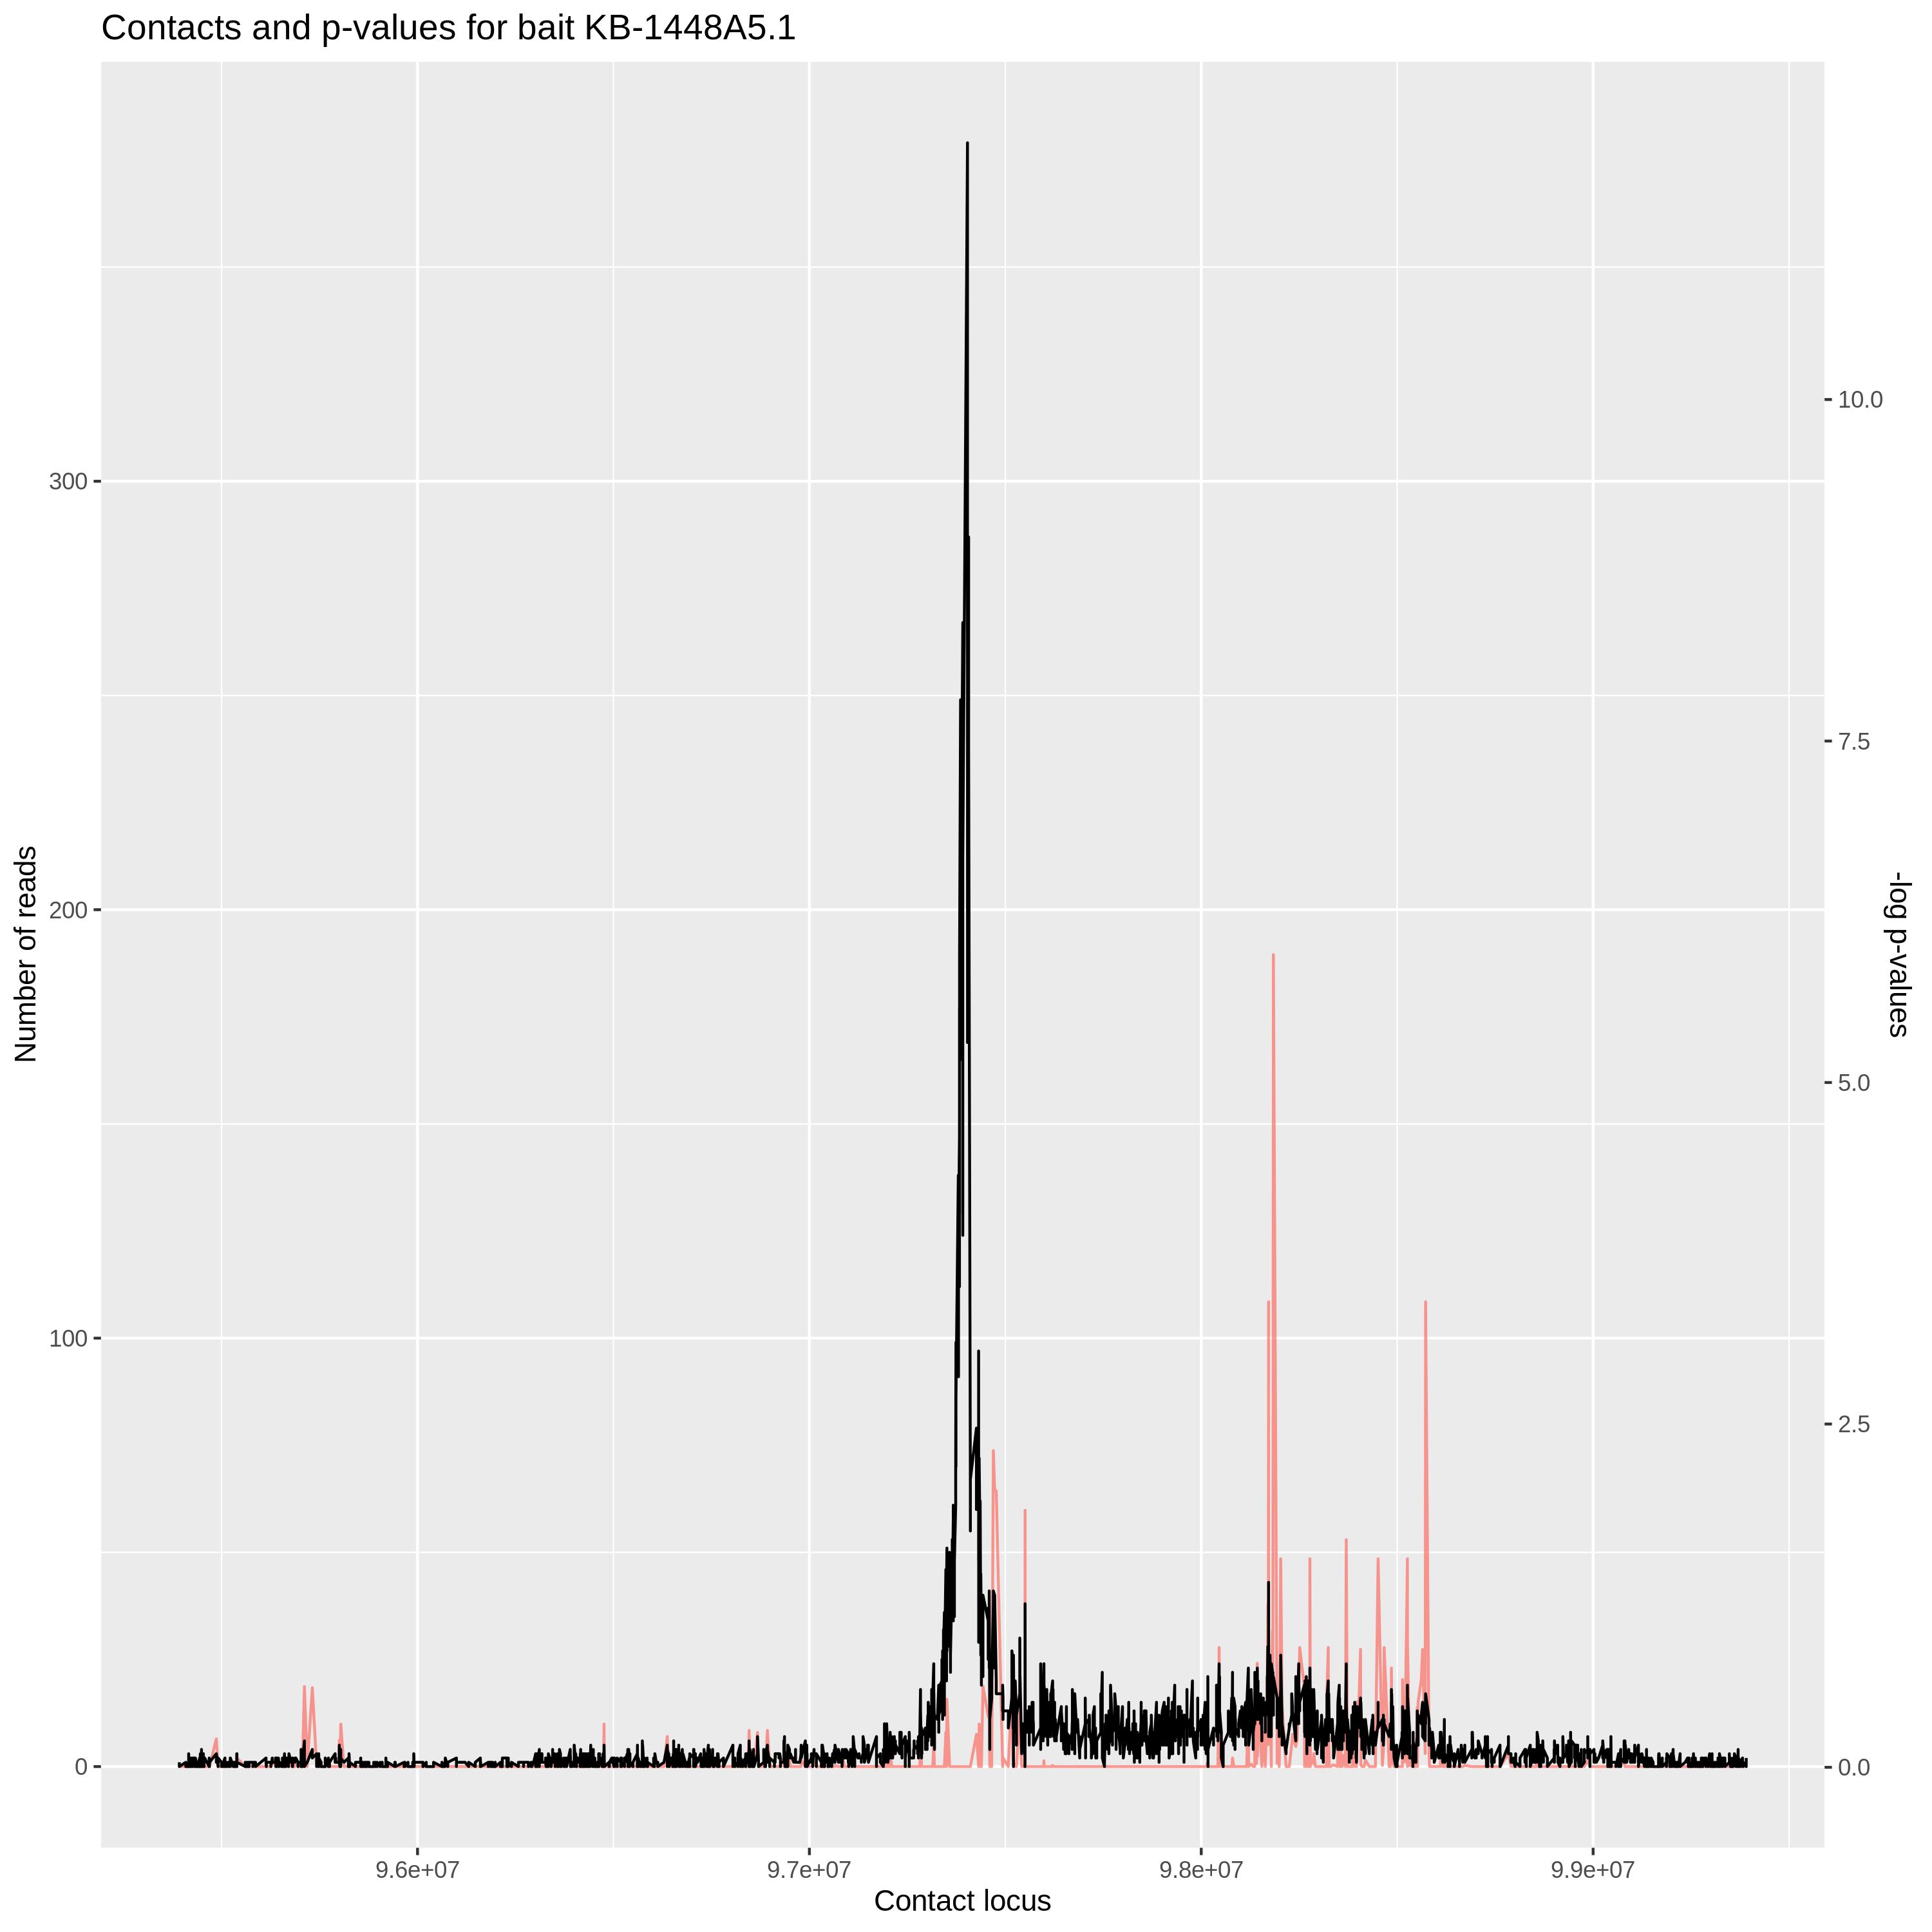 Contacts and p-values for bait KB-1448A5.1
Number of reads
300
200
100
0
10.0
7.5
5.0
2.5
0.0
-log p-values
9.6e+07
9.7e+07
9.8e+07
9.9e+07
Contact locus